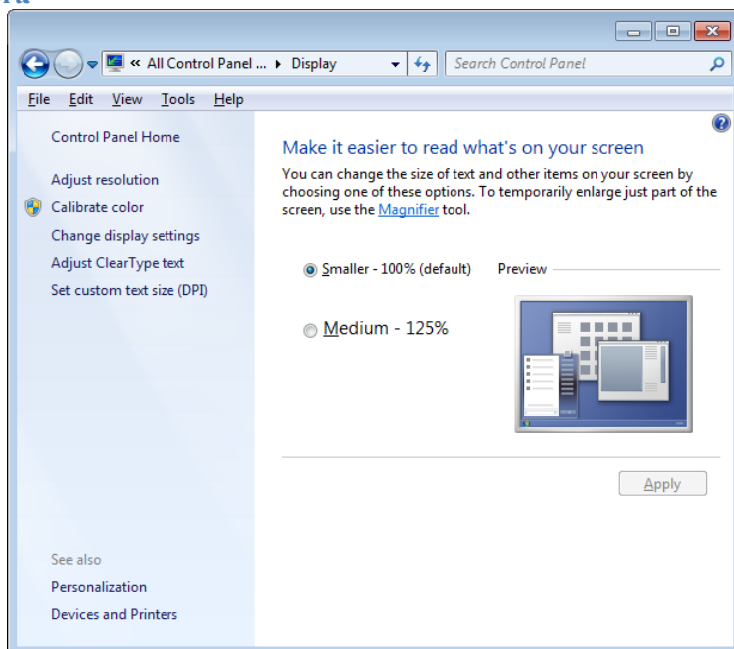 « All Control Panel ... ▸ Display
Search Control Panel
File Edit View Tools Help
Control Panel Home
Adjust resolution
Calibrate color
Change display settings
Adjust ClearType text
Set custom text size (DPI)
See also
Personalization
Devices and Printers
Make it easier to read what's on your screen
You can change the size of text and other items on your screen by
choosing one of these options. To temporarily enlarge just part of the
screen, use the Magnifier tool.
Smaller - 100% (default)
Preview
Medium - 125%
Apply